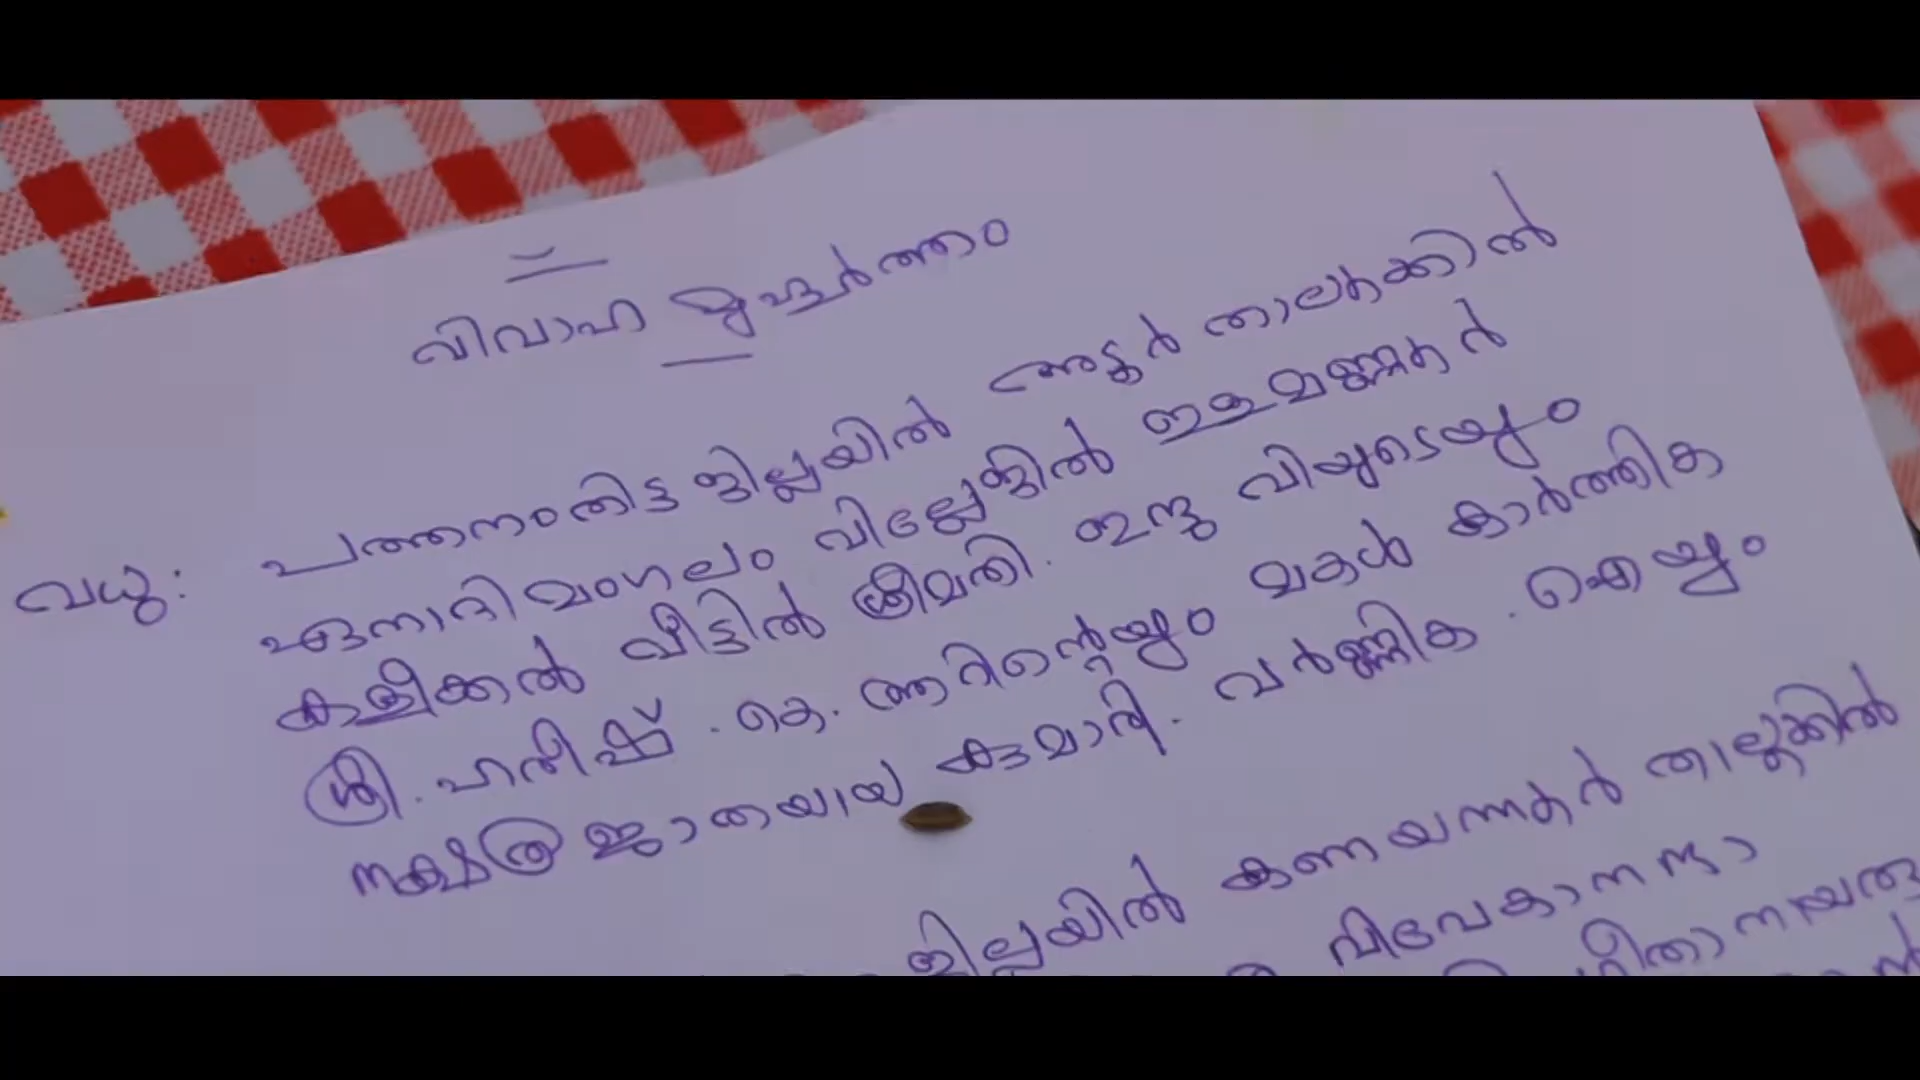 വിവാഹ മുഹൂർത്തം
വധു: പത്തനംതിട്ട ജില്ലയിൽ അടൂർ താലൂക്കിൽ
ഏനാദിമംഗലം വില്ലേജിൽ ഇളമണ്ണൂർ
കളീക്കൽ വീട്ടിൽ ശ്രീമതി. ഇന്ദു വിയുടെയും
ശ്രീ. ഹരീഷ്. കെ. ആറിന്റെയും മകൾ കാർത്തിക
നക്ഷത്ര ജാതയായ കുമാരി. വർണ്ണിക. ഐ യും
ജില്ലയിൽ കണയന്നൂർ താലൂക്കിൽ
വിവേകാനന്ദാ